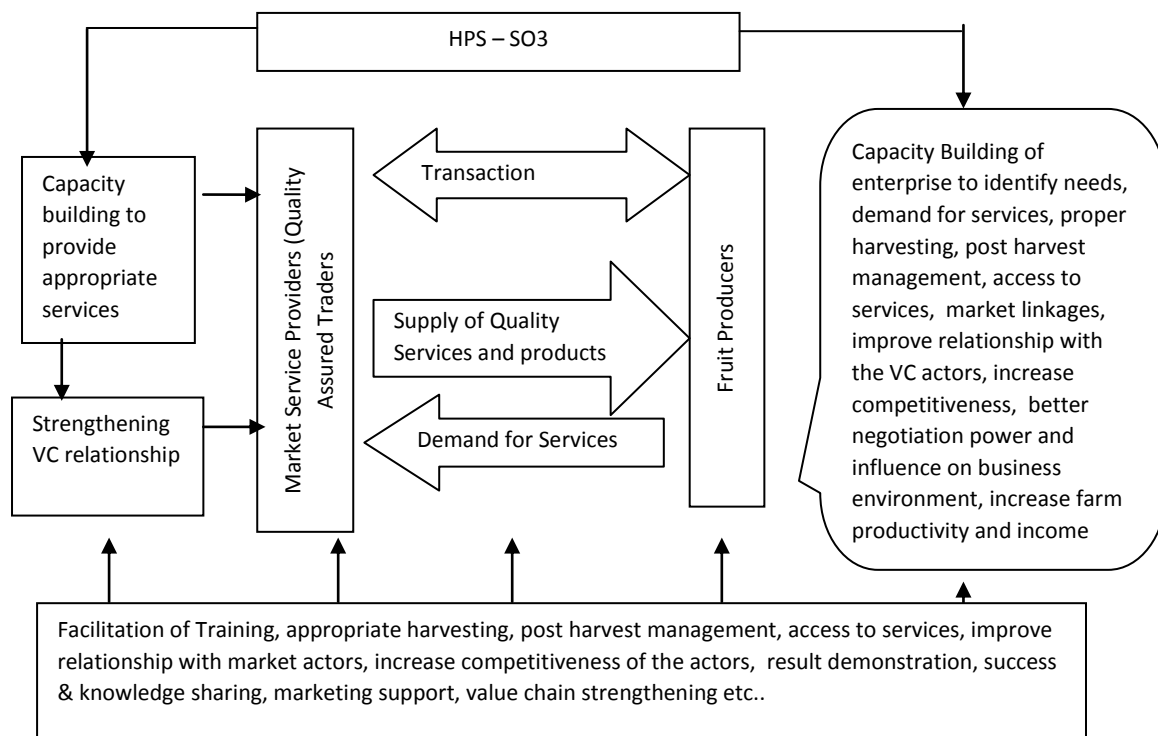 HPS – SO3
Capacity
building to
provide
appropriate
services
Strengthening
VC relationship
Market Service Providers (Quality
Assured Traders
Transaction
Supply of Quality
Services and products
Demand for Services
Fruit Producers
Capacity Building of
enterprise to identify needs,
demand for services, proper
harvesting, post harvest
management, access to
services, market linkages,
improve relationship with
the VC actors, increase
competitiveness, better
negotiation power and
influence on business
environment, increase farm
productivity and income
Facilitation of Training, appropriate harvesting, post harvest management, access to services, improve
relationship with market actors, increase competitiveness of the actors, result demonstration, success
& knowledge sharing, marketing support, value chain strengthening etc..